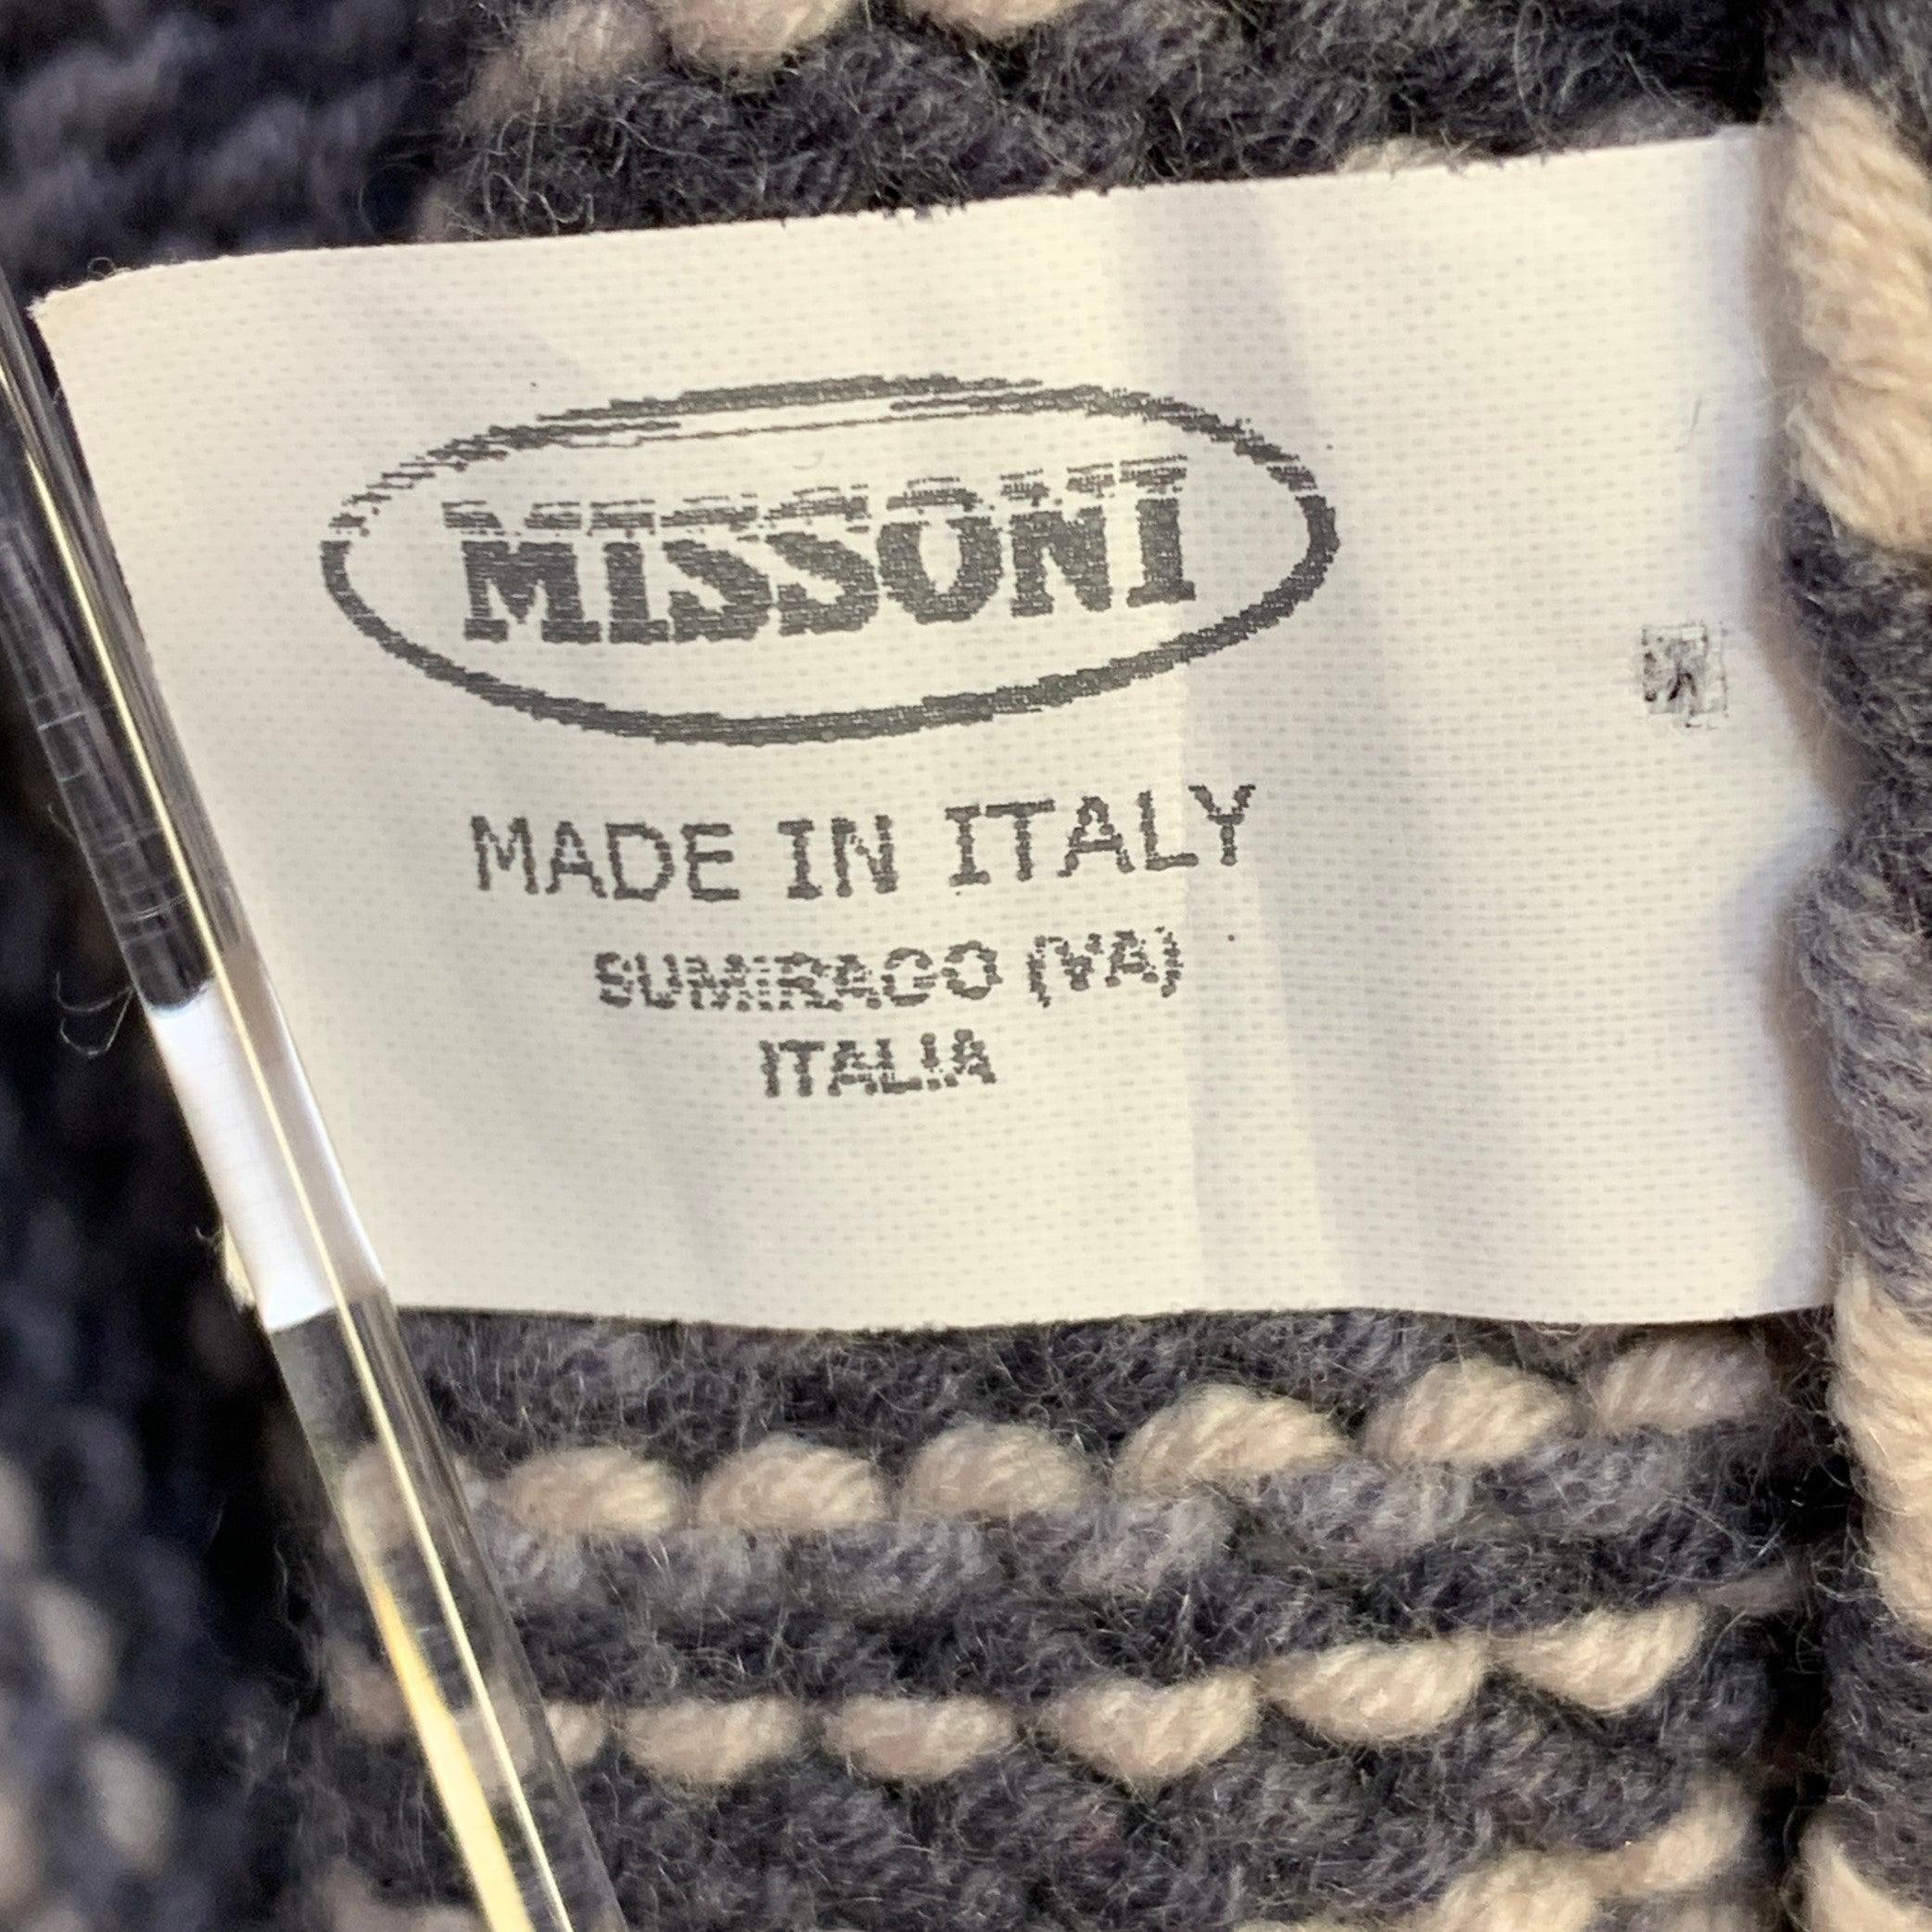 MISSONI
MADE IN ITALY
SUMIRAGO (VA)
ITALIA